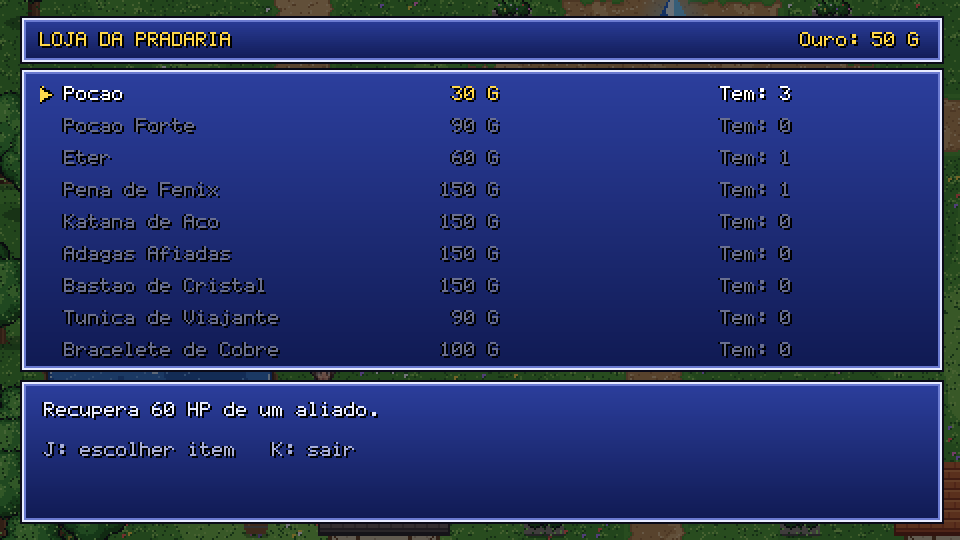 LOJA DA PRADARIA Ouro: 50 G
Pocao 30 G Tem: 3
Pocao Forte 90 G Tem: 0
Eter 60 G Tem: 1
Pena de Fenix 150 G Tem: 1
Katana de Aco 150 G Tem: 0
Adagas Afiadas 150 G Tem: 0
Bastao de Cristal 150 G Tem: 0
Tunica de Viajante 90 G Tem: 0
Bracelete de Cobre 100 G Tem: 0
Recupera 60 HP de um aliado.
J: escolher item K: sair